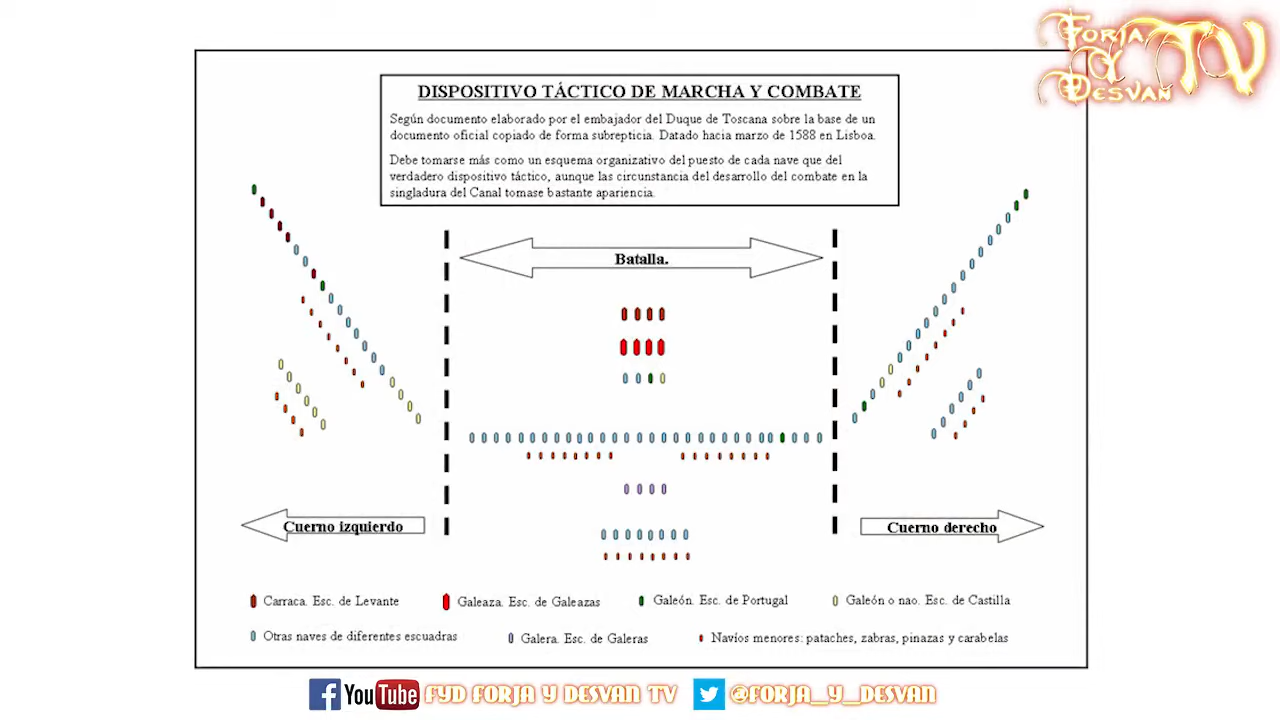 FORJA
Y
DESVAN
TV
DISPOSITIVO TÁCTICO DE MARCHA Y COMBATE
Según documento elaborado por el embajador del Duque de Toscana sobre la base de un
documento oficial copiado de forma subrepticia. Datado hacia marzo de 1588 en Lisboa.
Debe tomarse más como un esquema organizativo del puesto de cada nave que del
verdadero dispositivo táctico, aunque las circunstancia del desarrollo del combate en la
singladura del Canal tomase bastante apariencia.
Batalla.
Cuerno izquierdo
Cuerno derecho
Carraca. Esc. de Levante
Galeaza. Esc. de Galeazas
Galeón. Esc. de Portugal
Galeón o nao. Esc. de Castilla
Otras naves de diferentes escuadras
Galera. Esc. de Galeras
Navíos menores: pataches, zabras, pinazas y carabelas
YouTube FYD FORJA Y DESVAN TV @FORJA_Y_DESVAN